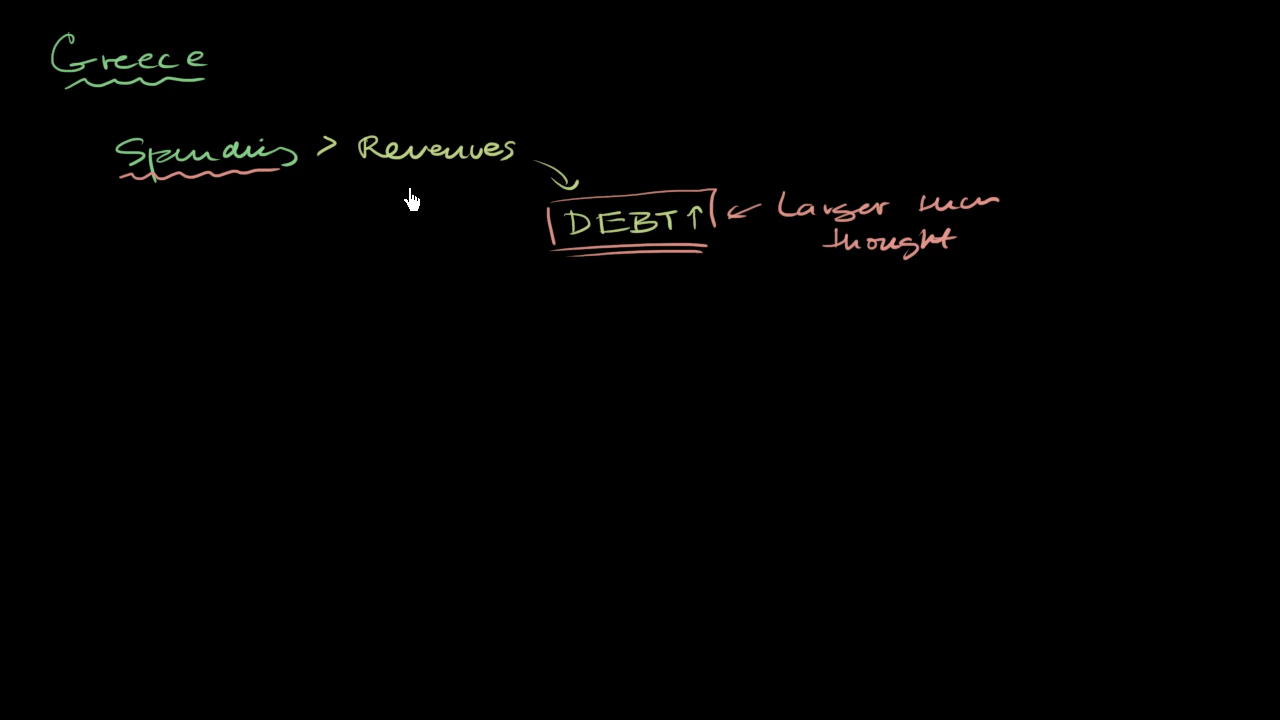 Greece
Spending > Revenues
DEBT↑ ← Larger than
thought